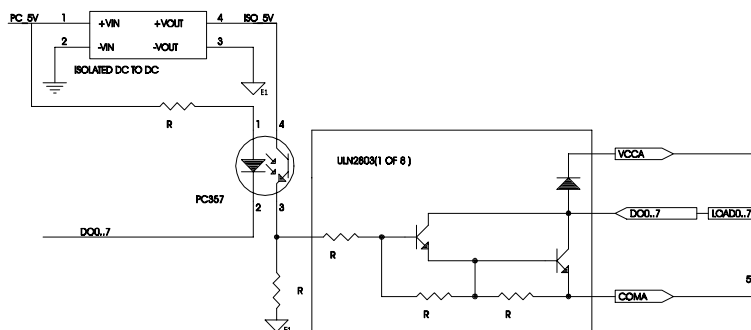 PC_5V 1 +VIN +VOUT 4 ISO_5V
2 -VIN -VOUT 3
ISOLATED DC TO DC
E1
R
1 4
ULN2803(1 OF 8 )
VCCA
PC357
2 3
DO0..7
DO0..7 LOAD0..7
R
R
R R
COMA
5
E1